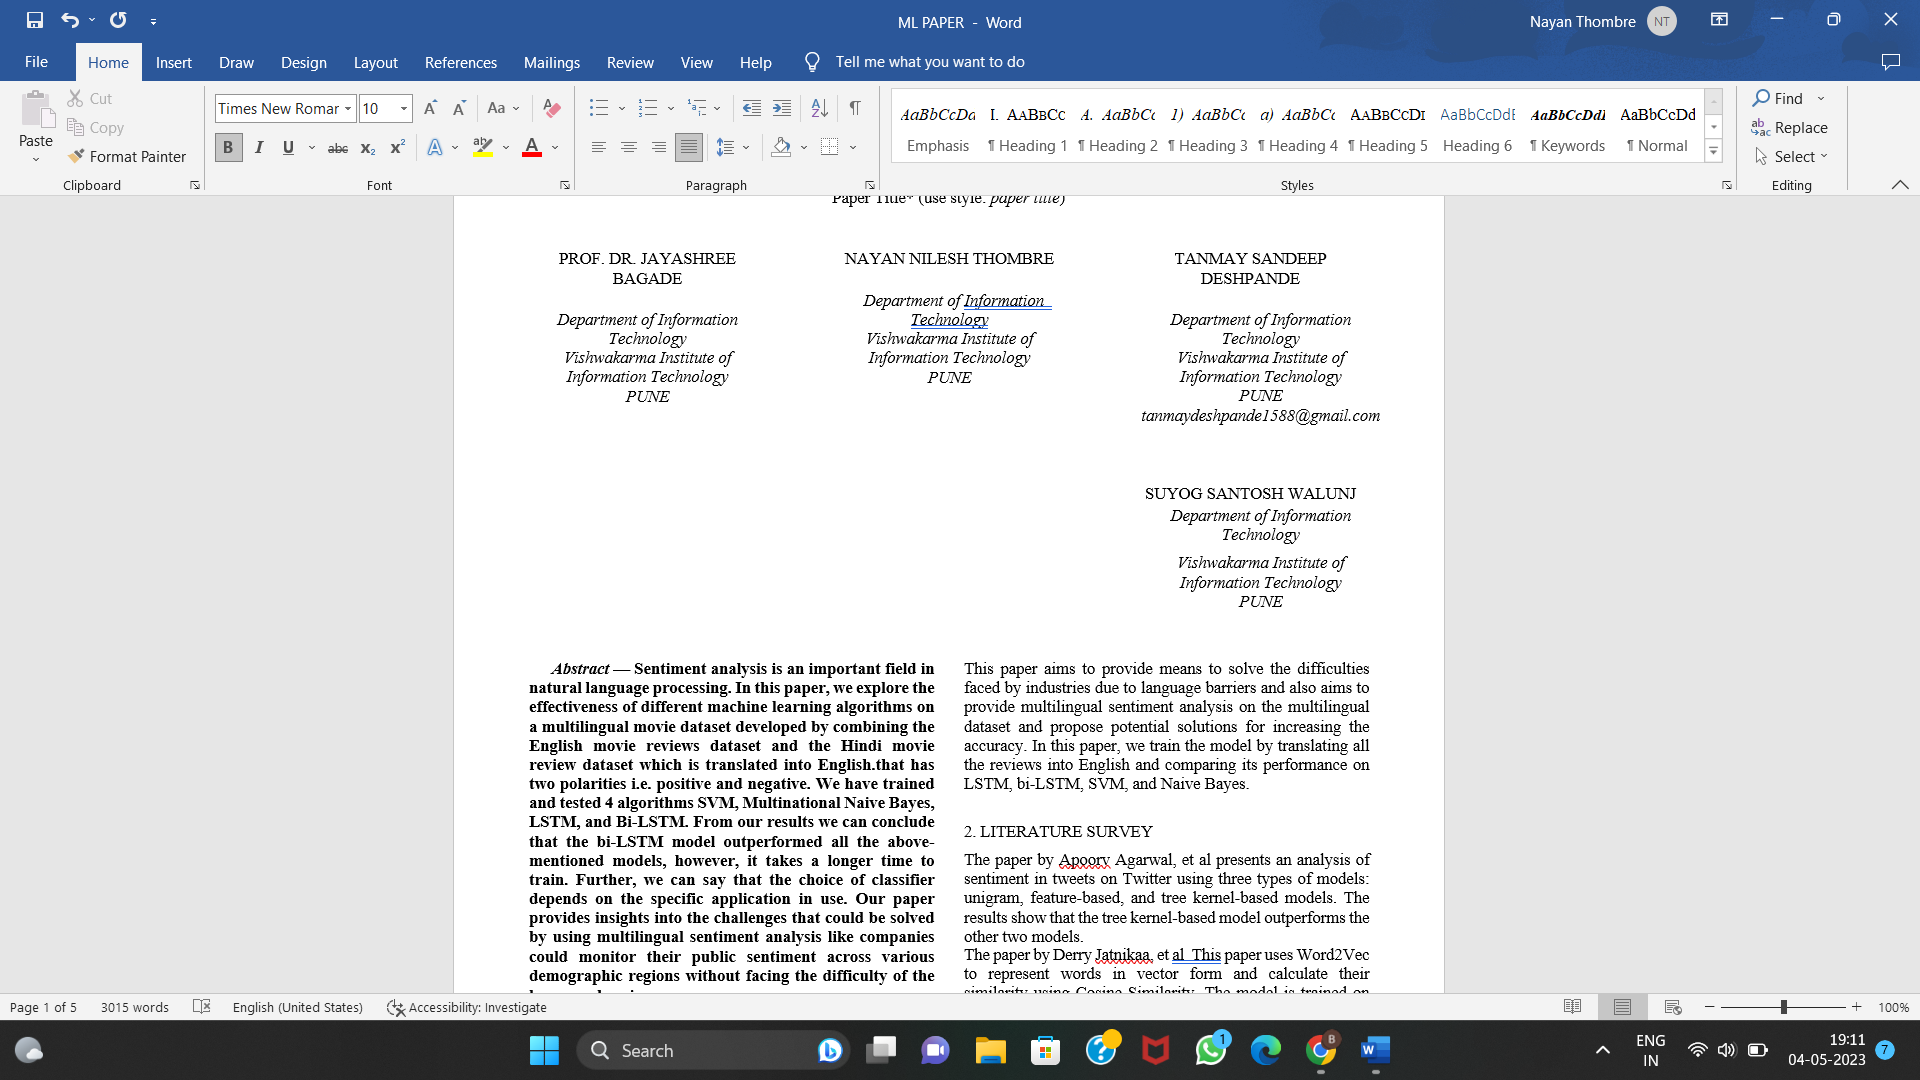 ML PAPER - Word
Nayan Thombre
NT
File
Home
Insert
Draw
Design
Layout
References
Mailings
Review
View
Help
Tell me what you want to do
Paste
Cut
Copy
Format Painter
Clipboard
Times New Roman
10
Aa
B I U abc x₂ x² A A
Font
Paragraph
AaBbCcDd
I. AABBCC
A. AaBbCc
1) AaBbCc
a) AaBbCc
AABBCCDI
AaBbCcDdE
AaBbCcDdI
AaBbCcDd
Emphasis
¶ Heading 1
¶ Heading 2
¶ Heading 3
¶ Heading 4
¶ Heading 5
Heading 6
¶ Keywords
¶ Normal
Styles
Find
Replace
Select
Editing
Paper Title* (use style: paper title)
PROF. DR. JAYASHREE
BAGADE
Department of Information
Technology
Vishwakarma Institute of
Information Technology
PUNE
NAYAN NILESH THOMBRE
Department of Information
Technology
Vishwakarma Institute of
Information Technology
PUNE
TANMAY SANDEEP
DESHPANDE
Department of Information
Technology
Vishwakarma Institute of
Information Technology
PUNE
tanmaydeshpande1588@gmail.com
SUYOG SANTOSH WALUNJ
Department of Information
Technology
Vishwakarma Institute of
Information Technology
PUNE
Abstract — Sentiment analysis is an important field in
natural language processing. In this paper, we explore the
effectiveness of different machine learning algorithms on
a multilingual movie dataset developed by combining the
English movie reviews dataset and the Hindi movie
review dataset which is translated into English.that has
two polarities i.e. positive and negative. We have trained
and tested 4 algorithms SVM, Multinational Naive Bayes,
LSTM, and Bi-LSTM. From our results we can conclude
that the bi-LSTM model outperformed all the above-
mentioned models, however, it takes a longer time to
train. Further, we can say that the choice of classifier
depends on the specific application in use. Our paper
provides insights into the challenges that could be solved
by using multilingual sentiment analysis like companies
could monitor their public sentiment across various
demographic regions without facing the difficulty of the
This paper aims to provide means to solve the difficulties
faced by industries due to language barriers and also aims to
provide multilingual sentiment analysis on the multilingual
dataset and propose potential solutions for increasing the
accuracy. In this paper, we train the model by translating all
the reviews into English and comparing its performance on
LSTM, bi-LSTM, SVM, and Naive Bayes.
2. LITERATURE SURVEY
The paper by Apoorv Agarwal, et al presents an analysis of
sentiment in tweets on Twitter using three types of models:
unigram, feature-based, and tree kernel-based models. The
results show that the tree kernel-based model outperforms the
other two models.
The paper by Derry Jatnikaa, et al This paper uses Word2Vec
to represent words in vector form and calculate their
similarity using Cosine Similarity. The model is trained on
Page 1 of 5
3015 words
English (United States)
Accessibility: Investigate
100%
Search
1
B
ENG
IN
19:11
04-05-2023
7